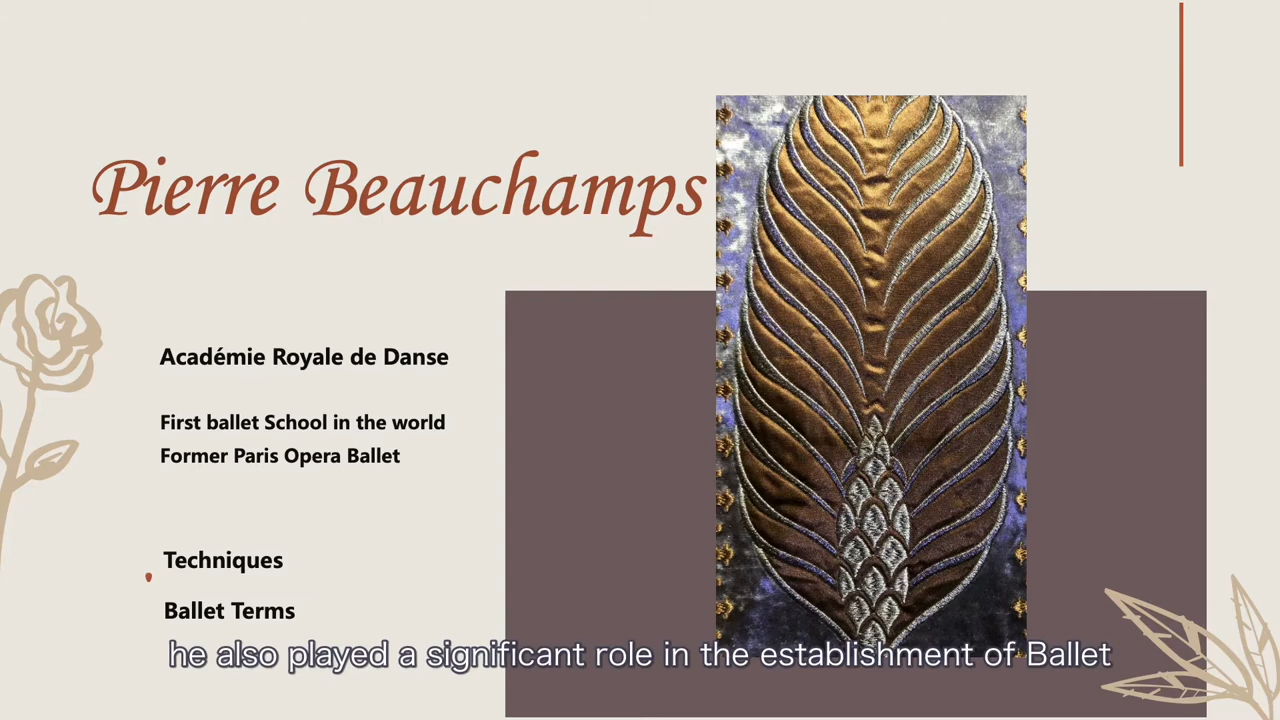 Pierre Beauchamps
Académie Royale de Danse
First ballet School in the world
Former Paris Opera Ballet
Techniques
Ballet Terms
he also played a significant role in the establishment of Ballet